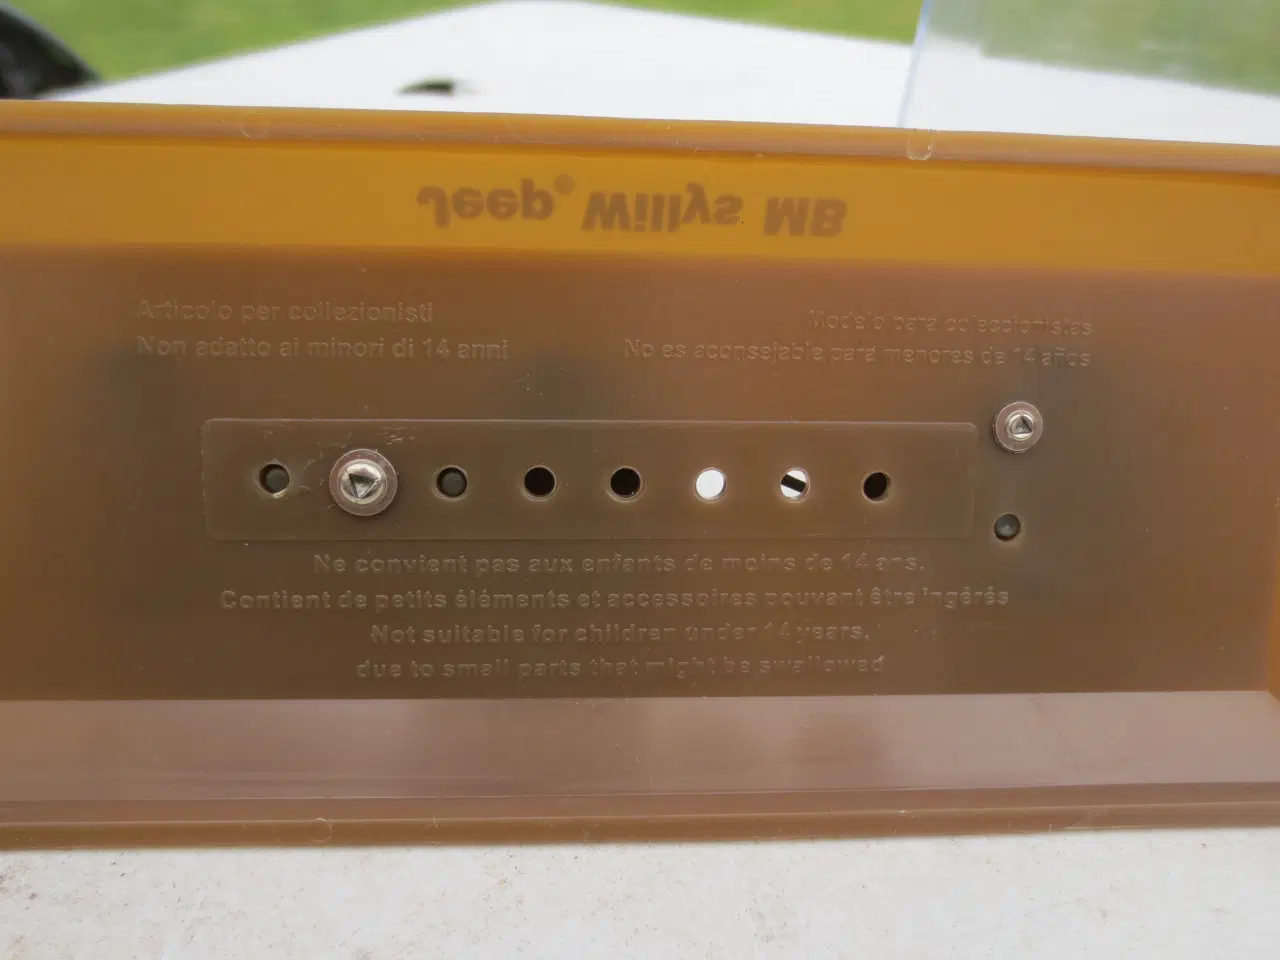 Jeep® Willys MB
Articolo per collezionisti
Non adatto ai minori di 14 anni
Modelo para coleccionistas
No es aconsejable para menores de 14 años
Ne convient pas aux enfants de moins de 14 ans.
Contient de petits éléments et accessoires pouvant être ingérés
Not suitable for children under 14 years,
due to small parts that might be swallowed